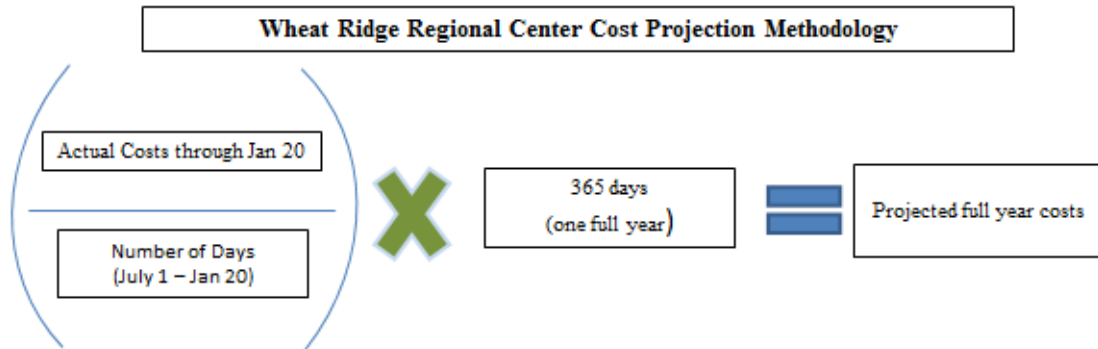 Wheat Ridge Regional Center Cost Projection Methodology
Actual Costs through Jan 20
Number of Days
(July 1 – Jan 20)
365 days
(one full year)
Projected full year costs